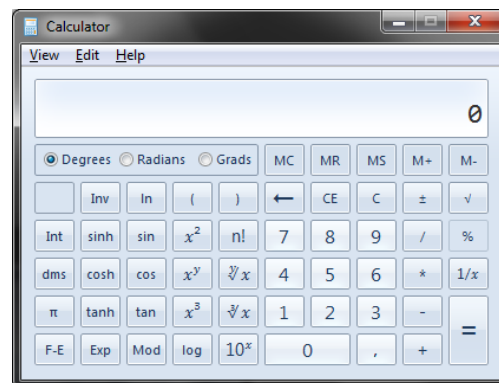 Calculator
View Edit Help
0
Degrees Radians Grads MC MR MS M+ M-
Inv ln ( ) ← CE C ± √
Int sinh sin x² n! 7 8 9 / %
dms cosh cos xʸ ʸ√x 4 5 6 * 1/x
π tanh tan x³ ³√x 1 2 3 - =
F-E Exp Mod log 10ˣ 0 , +